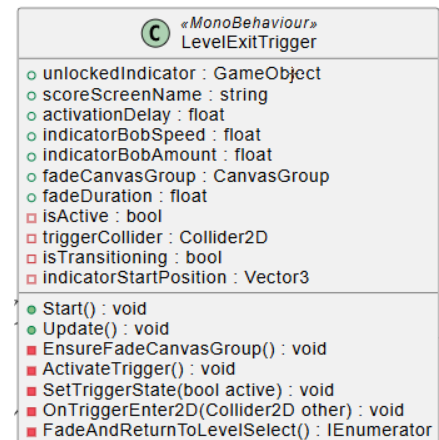 C «MonoBehaviour»
LevelExitTrigger
unlockedIndicator : GameObject
scoreScreenName : string
activationDelay : float
indicatorBobSpeed : float
indicatorBobAmount : float
fadeCanvasGroup : CanvasGroup
fadeDuration : float
isActive : bool
triggerCollider : Collider2D
isTransitioning : bool
indicatorStartPosition : Vector3
Start() : void
Update() : void
EnsureFadeCanvasGroup() : void
ActivateTrigger() : void
SetTriggerState(bool active) : void
OnTriggerEnter2D(Collider2D other) : void
FadeAndReturnToLevelSelect() : IEnumerator